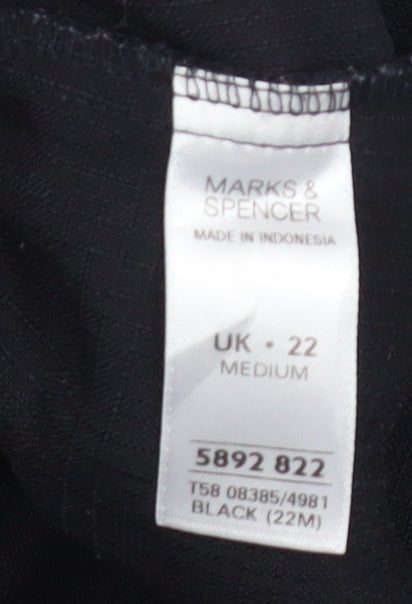 MARKS &
SPENCER
MADE IN INDONESIA
UK • 22
MEDIUM
5892 822
T58 08385/4981
BLACK (22M)